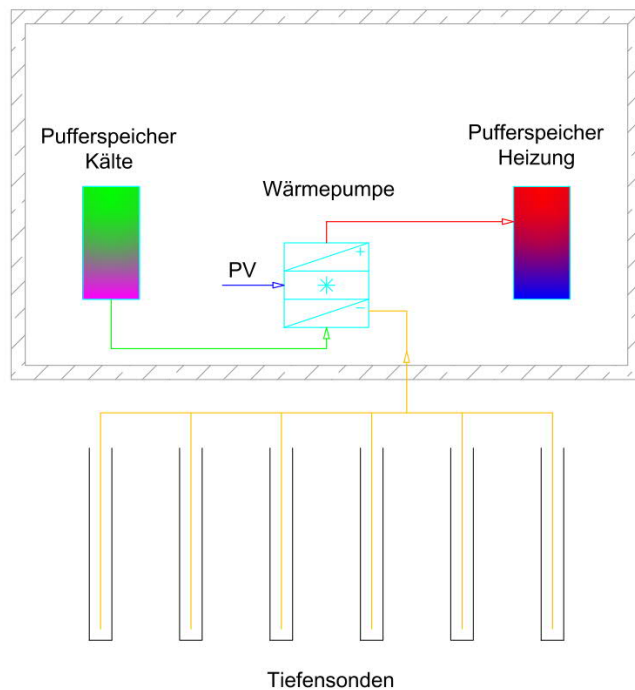 Pufferspeicher
Kälte
Pufferspeicher
Heizung
Wärmepumpe
PV
+
−
Tiefensonden